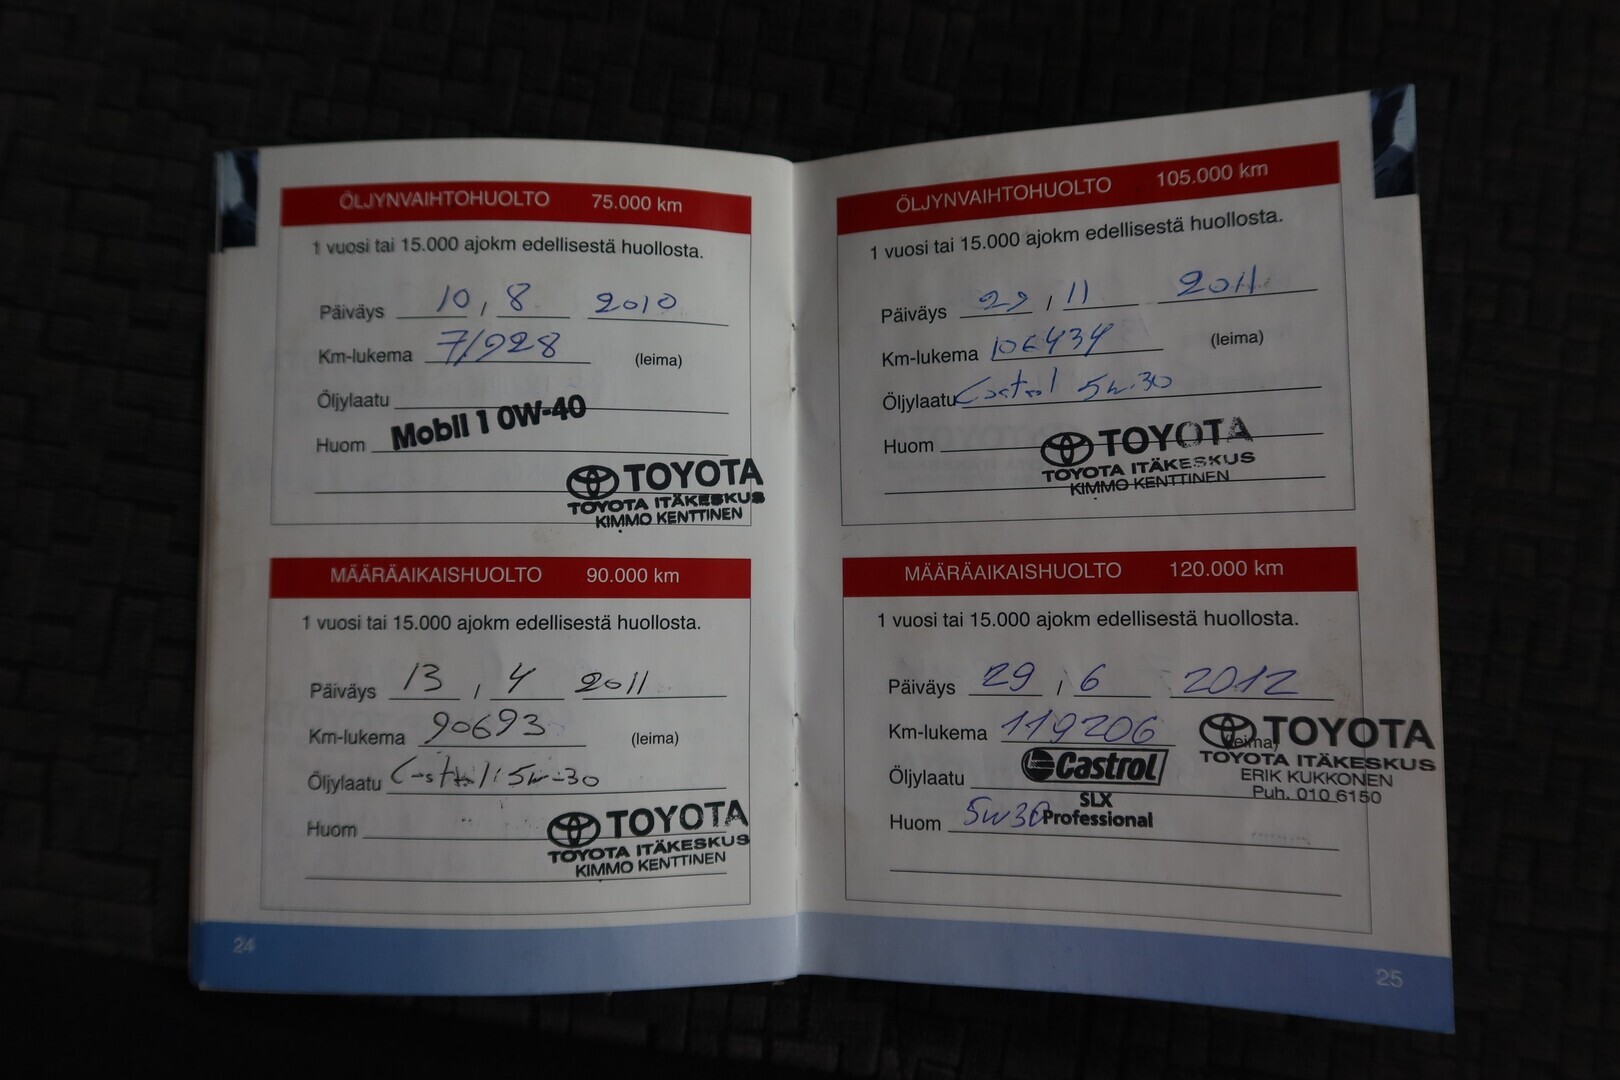 ÖLJYNVAIHTOHUOLTO 75.000 km
1 vuosi tai 15.000 ajokm edellisestä huollosta.
Päiväys 10, 8 2010
Km-lukema 71928 (leima)
Öljylaatu
Mobil 1 0W-40
Huom
TOYOTA
TOYOTA ITÄKESKUS
KIMMO KENTTINEN
MÄÄRÄAIKAISHUOLTO 90.000 km
1 vuosi tai 15.000 ajokm edellisestä huollosta.
Päiväys 13, 4 2011
Km-lukema 90693 (leima)
Öljylaatu Castrol 5w-30
Huom
TOYOTA
TOYOTA ITÄKESKUS
KIMMO KENTTINEN
24
ÖLJYNVAIHTOHUOLTO 105.000 km
1 vuosi tai 15.000 ajokm edellisestä huollosta.
Päiväys , 11 2011
Km-lukema 106434 (leima)
Öljylaatu Castrol 5w-30
Huom
TOYOTA
TOYOTA ITÄKESKUS
KIMMO KENTTINEN
MÄÄRÄAIKAISHUOLTO 120.000 km
1 vuosi tai 15.000 ajokm edellisestä huollosta.
Päiväys 29, 6 2012
Km-lukema 119206 (leima)
TOYOTA
TOYOTA ITÄKESKUS
ERIK KUKKONEN
Puh. 010 6150
Öljylaatu Castrol
SLX
Huom 5w30 Professional
25